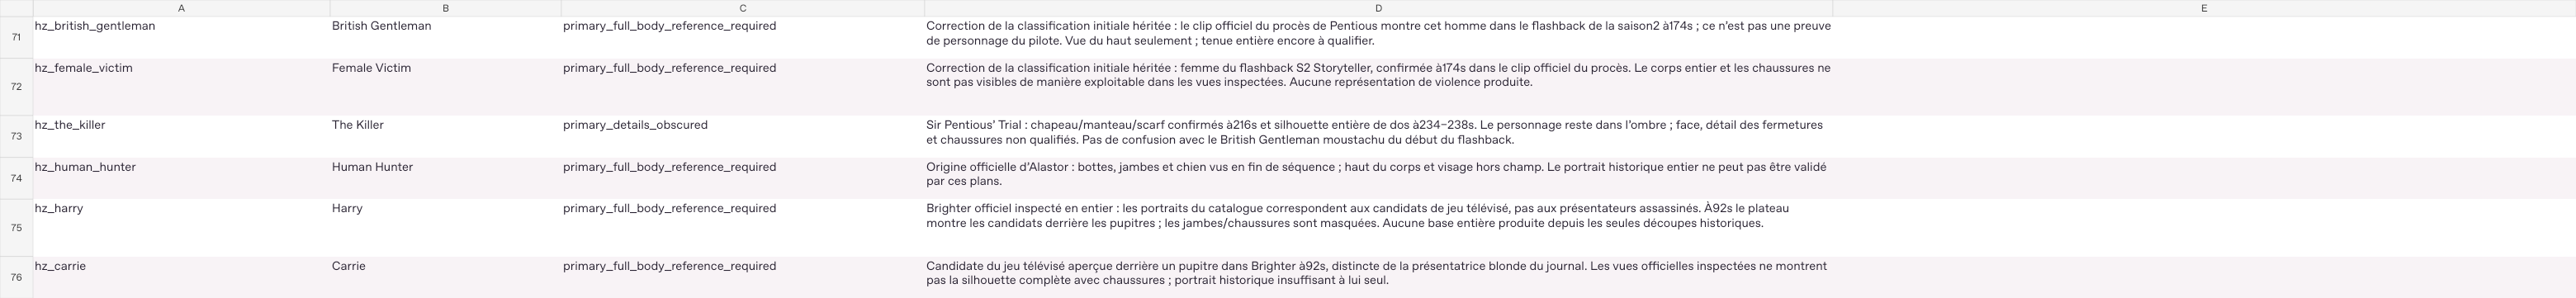 A B C D E
71 hz_british_gentleman British Gentleman primary_full_body_reference_required Correction de la classification initiale héritée : le clip officiel du procès de Pentious montre cet homme dans le flashback de la saison2 à174s ; ce n'est pas une preuve
de personnage du pilote. Vue du haut seulement ; tenue entière encore à qualifier.
72 hz_female_victim Female Victim primary_full_body_reference_required Correction de la classification initiale héritée : femme du flashback S2 Storyteller, confirmée à174s dans le clip officiel du procès. Le corps entier et les chaussures ne
sont pas visibles de manière exploitable dans les vues inspectées. Aucune représentation de violence produite.
73 hz_the_killer The Killer primary_details_obscured Sir Pentious' Trial : chapeau/manteau/scarf confirmés à216s et silhouette entière de dos à234–238s. Le personnage reste dans l'ombre ; face, détail des fermetures
et chaussures non qualifiés. Pas de confusion avec le British Gentleman moustachu du début du flashback.
74 hz_human_hunter Human Hunter primary_full_body_reference_required Origine officielle d'Alastor : bottes, jambes et chien vus en fin de séquence ; haut du corps et visage hors champ. Le portrait historique entier ne peut pas être validé
par ces plans.
75 hz_harry Harry primary_full_body_reference_required Brighter officiel inspecté en entier : les portraits du catalogue correspondent aux candidats de jeu télévisé, pas aux présentateurs assassinés. À92s le plateau
montre les candidats derrière les pupitres ; les jambes/chaussures sont masquées. Aucune base entière produite depuis les seules découpes historiques.
76 hz_carrie Carrie primary_full_body_reference_required Candidate du jeu télévisé aperçue derrière un pupitre dans Brighter à92s, distincte de la présentatrice blonde du journal. Les vues officielles inspectées ne montrent
pas la silhouette complète avec chaussures ; portrait historique insuffisant à lui seul.